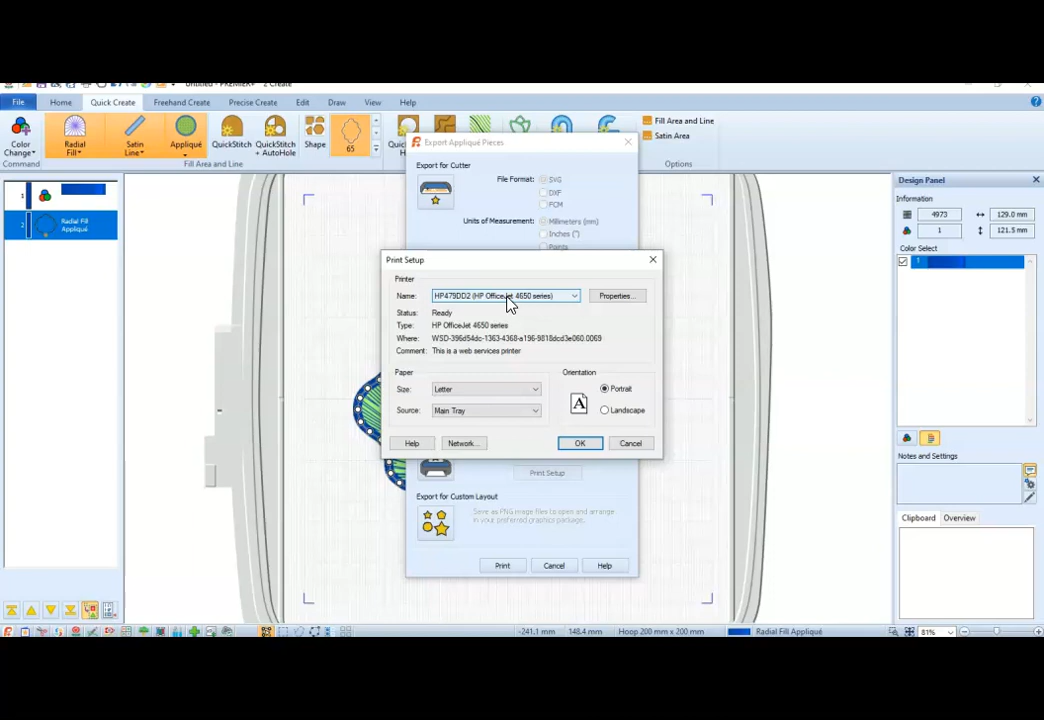 Untitled - PREMIER+ 2 Create
File Home Quick Create Freehand Create Precise Create Edit Draw View Help
Color Change
Radial Fill
Satin Line
Appliqué
QuickStitch
QuickStitch + AutoHole
Shape
65
Quick
Fill Area and Line
Satin Area
Command
Fill Area and Line
Options
1
2 Radial Fill Appliqué
Export Appliqué Pieces
Export for Cutter
File Format: SVG
DXF
FCM
Units of Measurement: Millimeters (mm)
Inches (")
Points
Print Setup
Printer
Name: HP479DD2 (HP OfficeJet 4650 series) Properties...
Status: Ready
Type: HP OfficeJet 4650 series
Where: WSD-396d54dc-1363-4368-a196-9818dcd3e060.0069
Comment: This is a web services printer
Paper
Size: Letter
Source: Main Tray
Orientation
A
Portrait
Landscape
Help Network... OK Cancel
Print Setup
Export for Custom Layout
Save as PNG image files to open and arrange
in your preferred graphics package.
Print Cancel Help
Design Panel
Information
4973 129.0 mm
1 121.5 mm
Color Select
1
Notes and Settings
Clipboard Overview
-241.1 mm 148.4 mm Hoop 200 mm x 200 mm Radial Fill Appliqué 81%